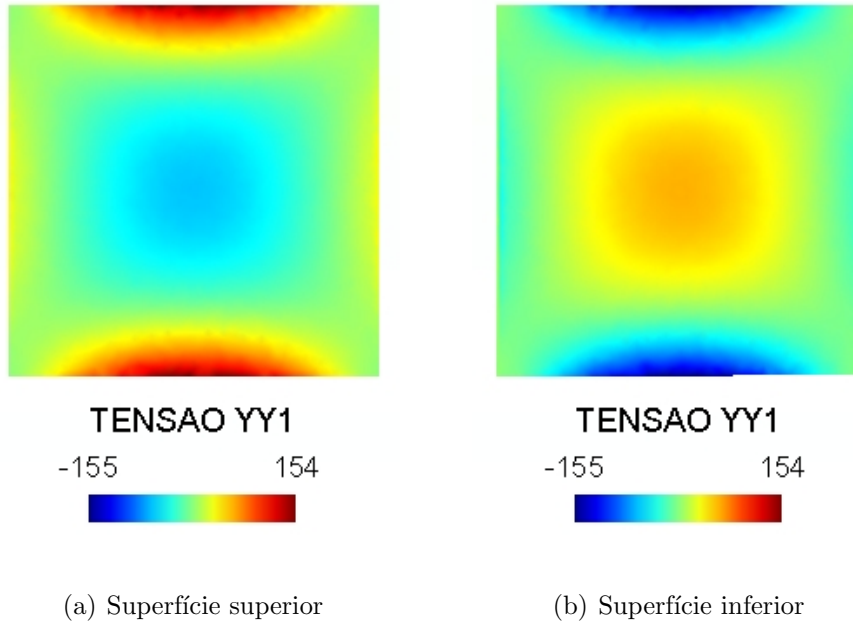 TENSAO YY1
-155 154
(a) Superfície superior
TENSAO YY1
-155 154
(b) Superfície inferior